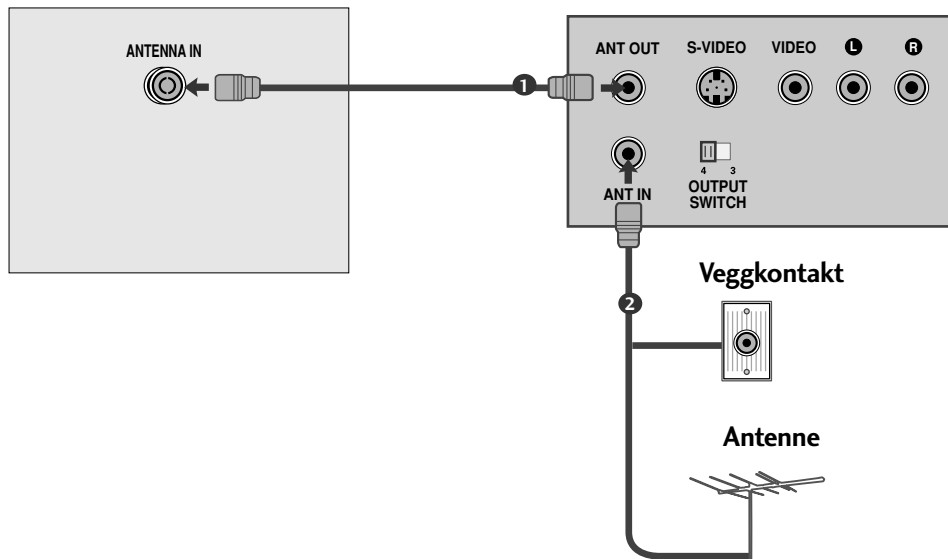 ANTENNA IN
ANT OUT S-VIDEO VIDEO L R
1
4 3
ANT IN
OUTPUT
SWITCH
2
Veggkontakt
Antenne